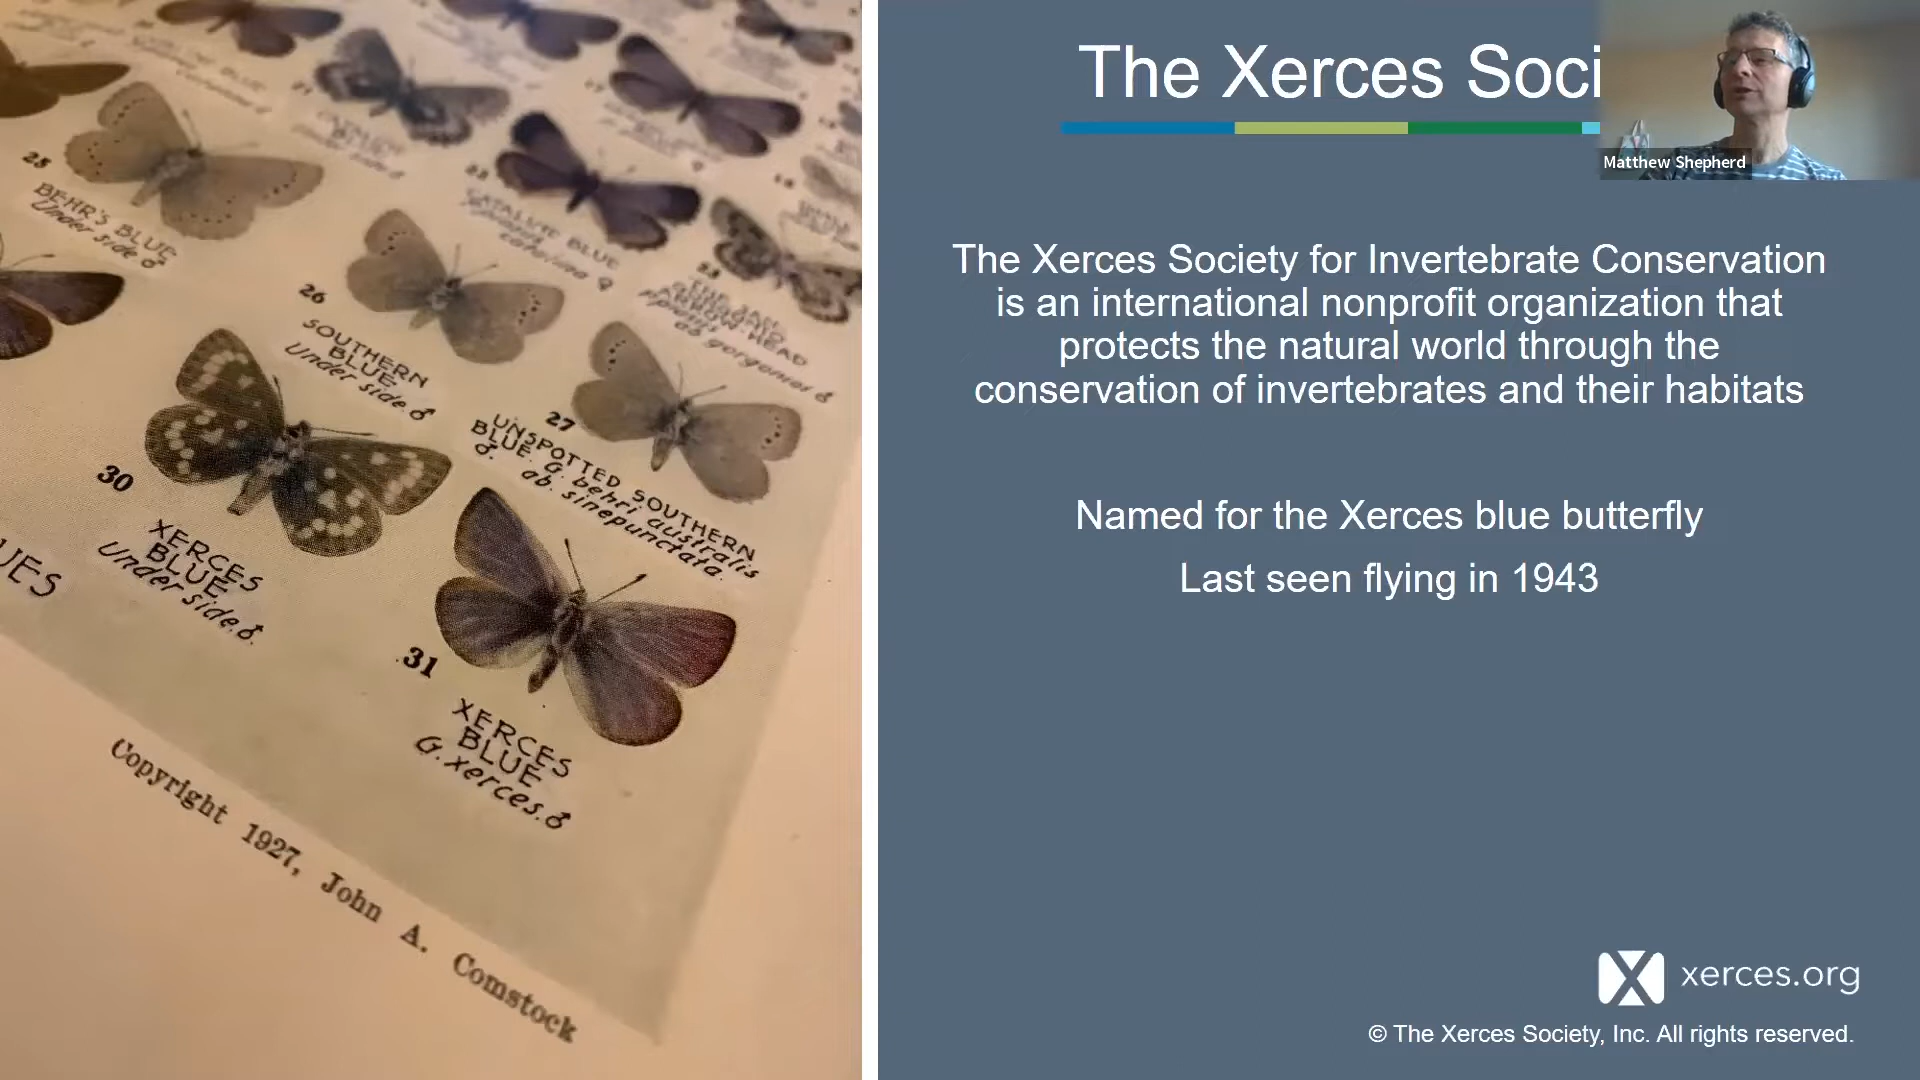 25
BEHR'S BLUE
Under side ♂
CATALINA BLUE
26
SOUTHERN
BLUE
Under side. ♂
27
UNSPOTTED SOUTHERN
BLUE. G. behri australis
♂. ab. sinepunctata.
30
XERCES
BLUE
Under side. ♂.
31
XERCES
BLUE
G. xerces. ♂
UES
Copyright 1927, John A. Comstock
The Xerces Soci
Matthew Shepherd
The Xerces Society for Invertebrate Conservation
is an international nonprofit organization that
protects the natural world through the
conservation of invertebrates and their habitats
Named for the Xerces blue butterfly
Last seen flying in 1943
xerces.org
© The Xerces Society, Inc. All rights reserved.